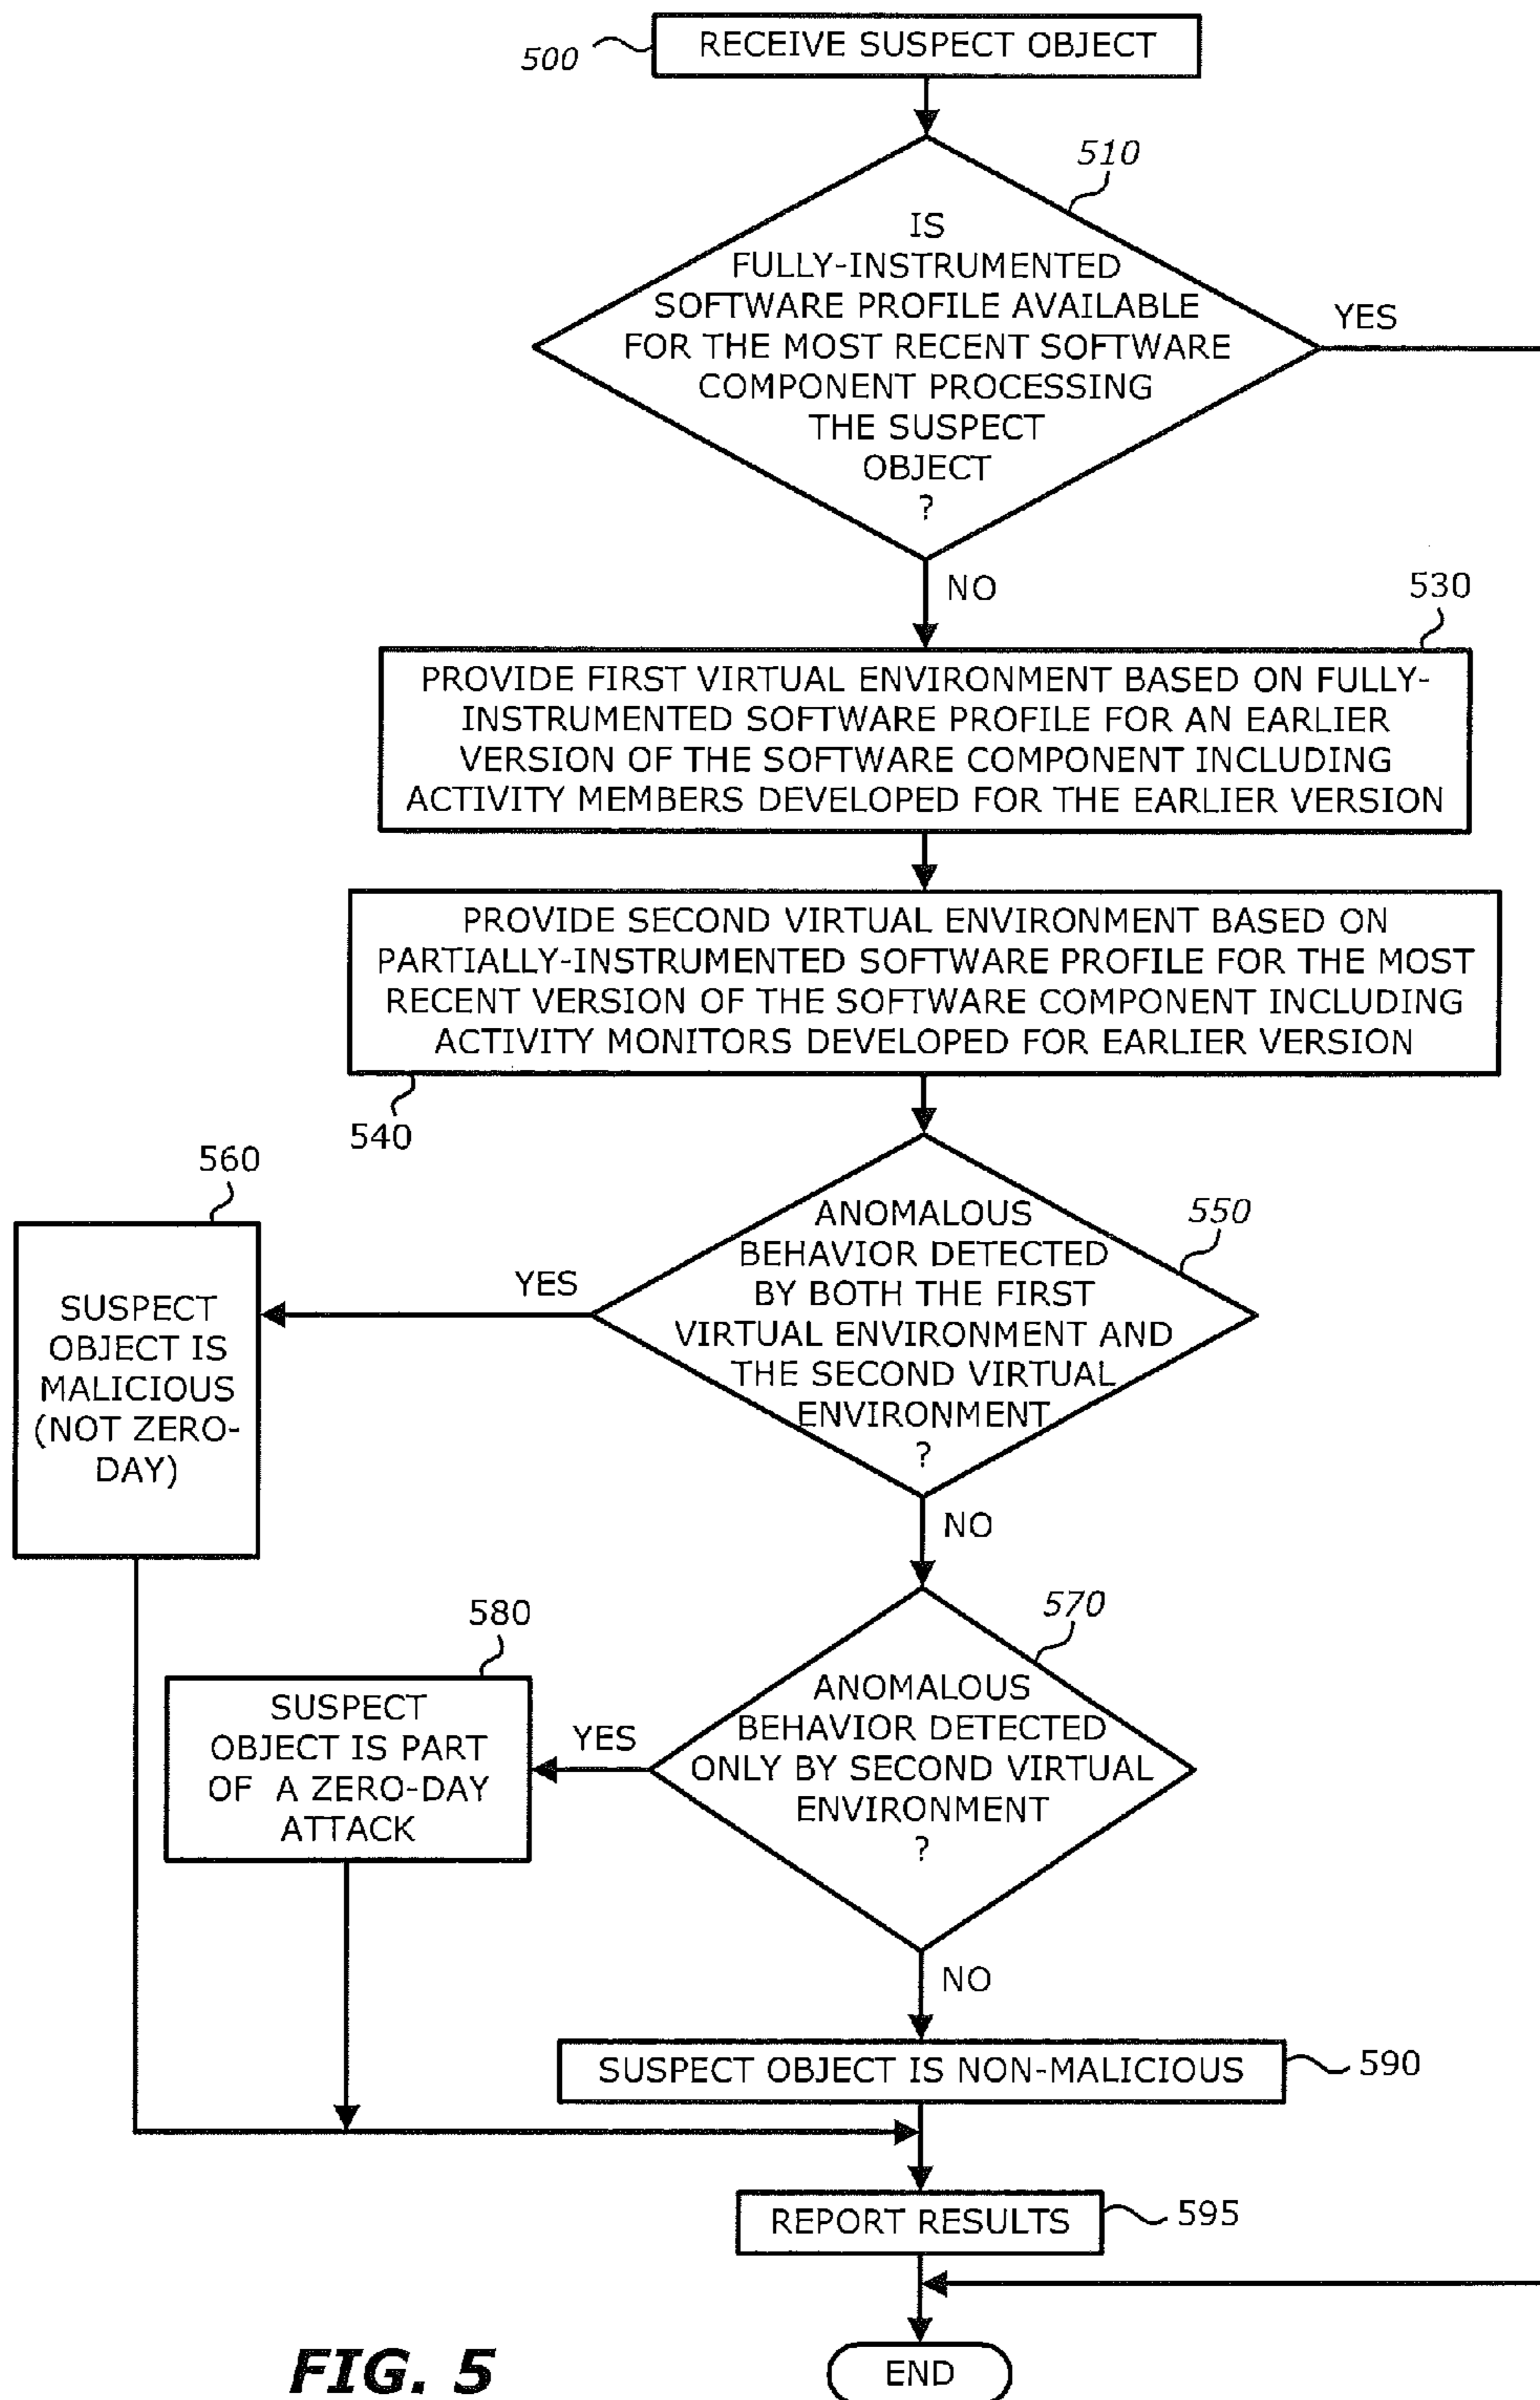 RECEIVE SUSPECT OBJECT
500
510
IS
FULLY-INSTRUMENTED
SOFTWARE PROFILE AVAILABLE
FOR THE MOST RECENT SOFTWARE
COMPONENT PROCESSING
THE SUSPECT
OBJECT
?
YES
NO
530
PROVIDE FIRST VIRTUAL ENVIRONMENT BASED ON FULLY-
INSTRUMENTED SOFTWARE PROFILE FOR AN EARLIER
VERSION OF THE SOFTWARE COMPONENT INCLUDING
ACTIVITY MEMBERS DEVELOPED FOR THE EARLIER VERSION
PROVIDE SECOND VIRTUAL ENVIRONMENT BASED ON
PARTIALLY-INSTRUMENTED SOFTWARE PROFILE FOR THE MOST
RECENT VERSION OF THE SOFTWARE COMPONENT INCLUDING
ACTIVITY MONITORS DEVELOPED FOR EARLIER VERSION
540
560
550
ANOMALOUS
BEHAVIOR DETECTED
BY BOTH THE FIRST
VIRTUAL ENVIRONMENT AND
THE SECOND VIRTUAL
ENVIRONMENT
?
YES
SUSPECT
OBJECT IS
MALICIOUS
(NOT ZERO-
DAY)
NO
580
570
ANOMALOUS
BEHAVIOR DETECTED
ONLY BY SECOND VIRTUAL
ENVIRONMENT
?
YES
SUSPECT
OBJECT IS PART
OF A ZERO-DAY
ATTACK
NO
SUSPECT OBJECT IS NON-MALICIOUS
590
REPORT RESULTS
595
END
FIG. 5